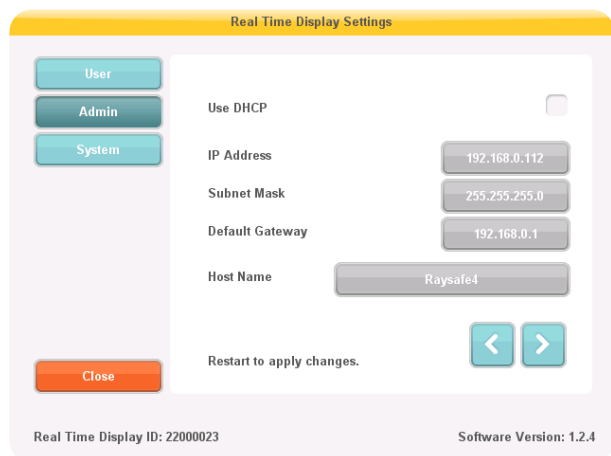 Real Time Display Settings
User
Admin
System
Use DHCP
IP Address 192.168.0.112
Subnet Mask 255.255.255.0
Default Gateway 192.168.0.1
Host Name Raysafe4
Restart to apply changes.
Close
Real Time Display ID: 22000023 Software Version: 1.2.4